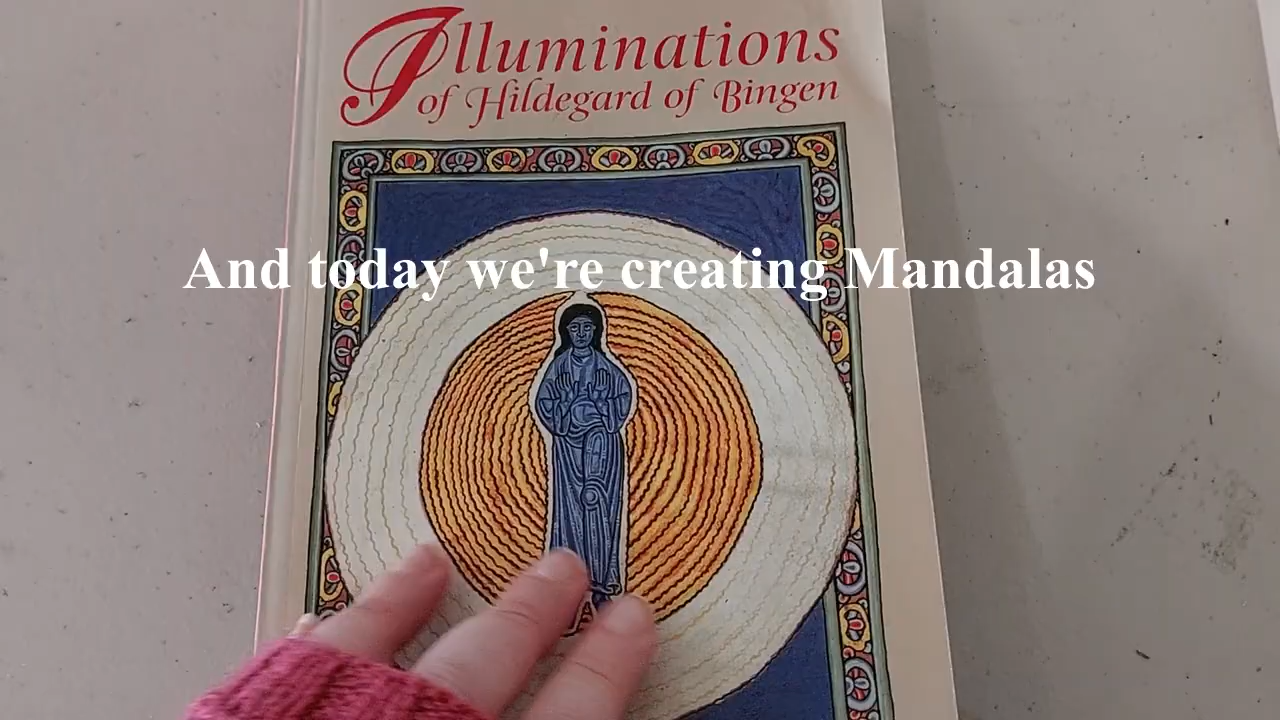 Illuminations
of Hildegard of Bingen
And today we're creating Mandalas